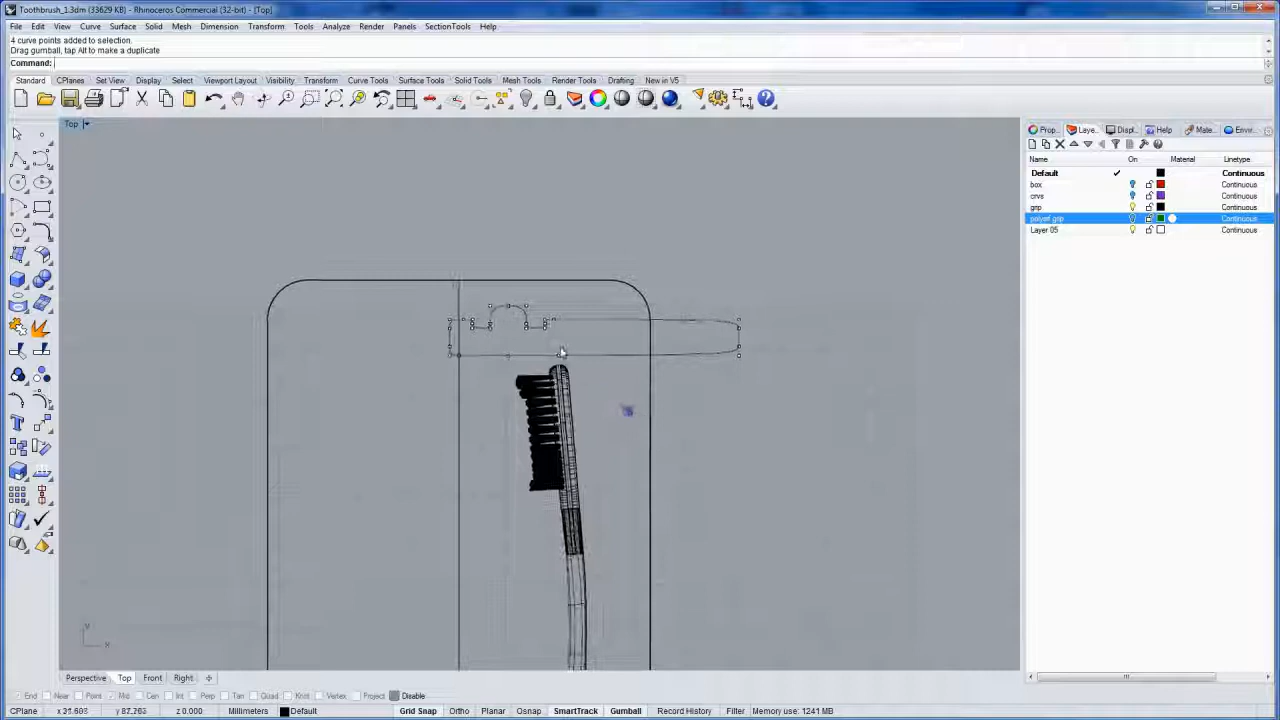 Toothbrush_1.3dm (33629 KB) - Rhinoceros Commercial (32-bit) - [Top]
File Edit View Curve Surface Solid Mesh Dimension Transform Tools Analyze Render Panels SectionTools Help
4 curve points added to selection.
Drag gumball, tap Alt to make a duplicate
Command:
Standard CPlanes Set View Display Select Viewport Layout Visibility Transform Curve Tools Surface Tools Solid Tools Mesh Tools Render Tools Drafting New in V5
Top
Prop... Laye... Displ... Help Mate... Envir...
Name On Material Linetype
Default Continuous
box Continuous
crvs Continuous
grip Continuous
Continuous
Layer 05 Continuous
Y
X
Perspective Top Front Right
End Near Point Mid Cen Int Perp Tan Quad Knot Vertex Project Disable
CPlane z 0.000 Millimeters Default Grid Snap Ortho Planar Osnap SmartTrack Gumball Record History Filter Memory use: 1241 MB